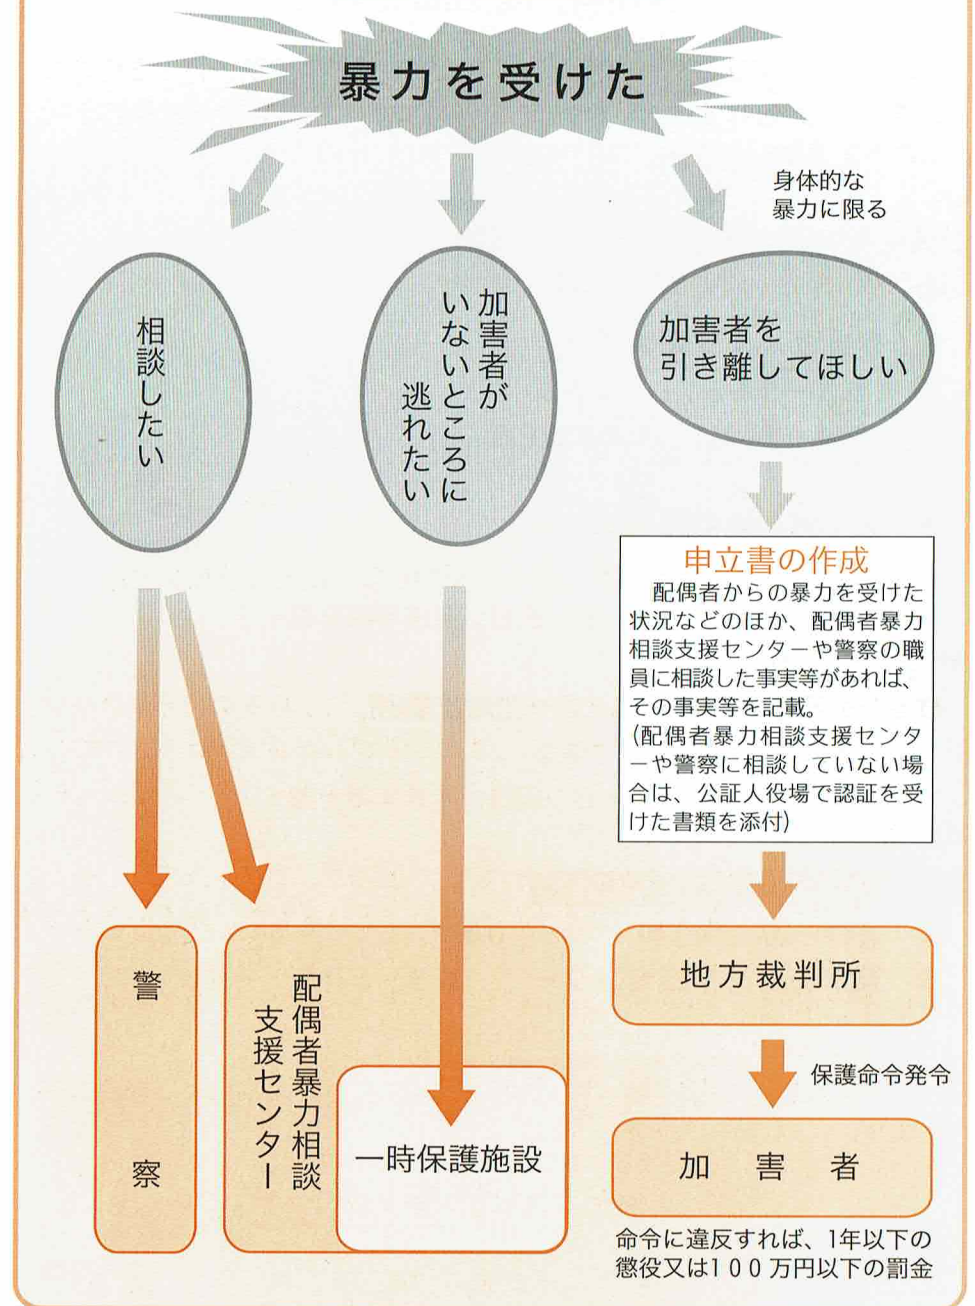 暴力を受けた
身体的な
暴力に限る
相談したい
加害者が
いないところに
逃れたい
加害者を
引き離してほしい
申立書の作成
配偶者からの暴力を受けた
状況などのほか、配偶者暴力
相談支援センターや警察の職
員に相談した事実等があれば、
その事実等を記載。
(配偶者暴力相談支援センタ
ーや警察に相談していない場
合は、公証人役場で認証を受
けた書類を添付)
警察
配偶者暴力相談
支援センター
一時保護施設
地方裁判所
保護命令発令
加害者
命令に違反すれば、1年以下の
懲役又は100万円以下の罰金